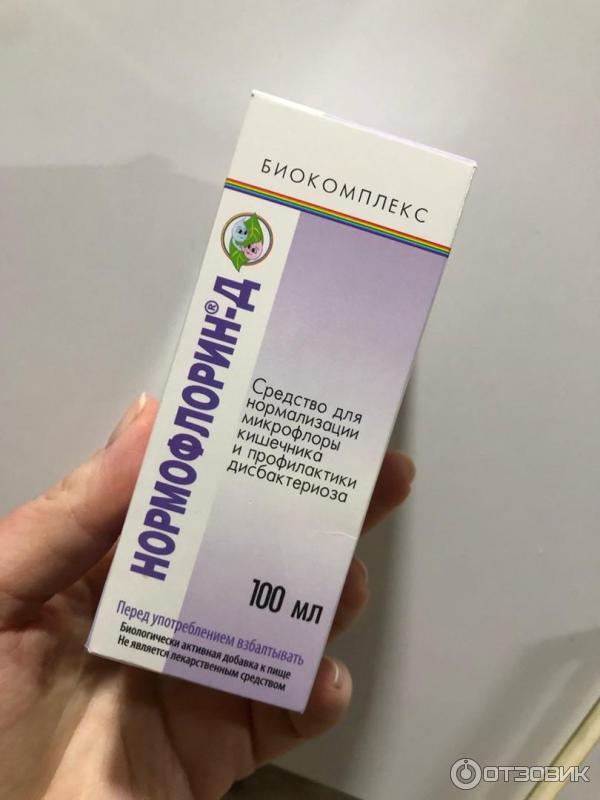 БИОКОМПЛЕКС
НОРМОФЛОРИН®-Д
Средство для
нормализации
микрофлоры
кишечника
и профилактики
дисбактериоза
100 мл
Перед употреблением взбалтывать
Биологически активная добавка к пище
Не является лекарственным средством
ОТЗОВИК